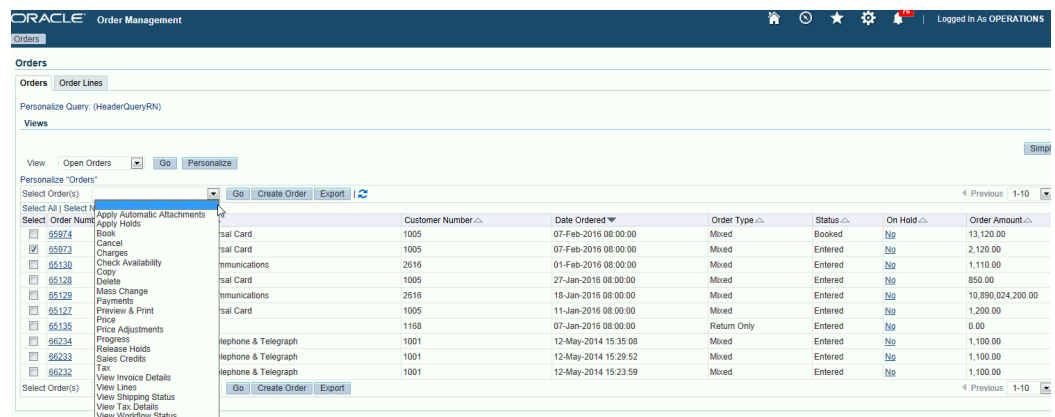 ORACLE Order Management
76
Logged In As OPERATIONS
Orders
Orders
Orders Order Lines
Personalize Query: (HeaderQueryRN)
Views
Simpl
View Open Orders Go Personalize
Personalize "Orders"
Select Order(s) Go Create Order Export Previous 1-10
Select All | Select N
Select Order Numb Customer Number Date Ordered Order Type Status On Hold Order Amount
65974 rsal Card 1005 07-Feb-2016 08:00:00 Mixed Booked No 13,120.00
65973 rsal Card 1005 07-Feb-2016 08:00:00 Mixed Entered No 2,120.00
65130 mmunications 2616 01-Feb-2016 08:00:00 Mixed Entered No 1,110.00
65128 rsal Card 1005 27-Jan-2016 08:00:00 Mixed Entered No 850.00
65129 mmunications 2616 18-Jan-2016 08:00:00 Mixed Entered No 10,890,024,200.00
65127 rsal Card 1005 11-Jan-2016 08:00:00 Mixed Entered No 1,200.00
65135 1168 07-Jan-2016 08:00:00 Return Only Entered No 0.00
66234 elephone & Telegraph 1001 12-May-2014 15:35:08 Mixed Entered No 1,100.00
66233 elephone & Telegraph 1001 12-May-2014 15:29:52 Mixed Entered No 1,100.00
66232 elephone & Telegraph 1001 12-May-2014 15:23:59 Mixed Entered No 1,100.00
Select Order(s) Go Create Order Export Previous 1-10
Apply Automatic Attachments
Apply Holds
Book
Cancel
Charges
Check Availability
Copy
Delete
Mass Change
Payments
Preview & Print
Price
Price Adjustments
Progress
Release Holds
Sales Credits
Tax
View Invoice Details
View Lines
View Shipping Status
View Tax Details
View Workflow Status